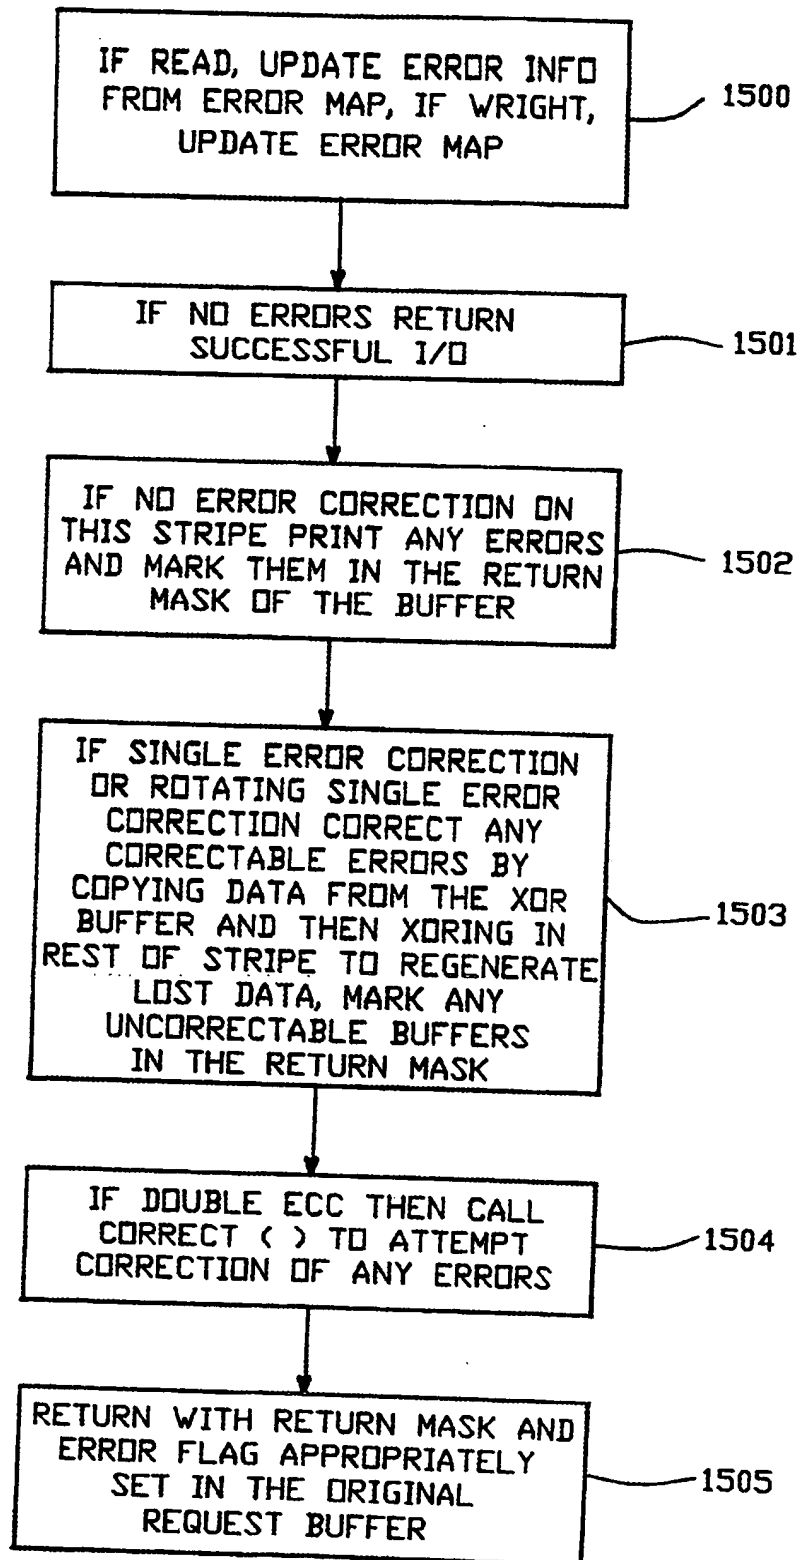 IF READ, UPDATE ERROR INFO
FROM ERROR MAP, IF WRIGHT,
UPDATE ERROR MAP
1500
IF NO ERRORS RETURN
SUCCESSFUL I/O
1501
IF NO ERROR CORRECTION ON
THIS STRIPE PRINT ANY ERRORS
AND MARK THEM IN THE RETURN
MASK OF THE BUFFER
1502
IF SINGLE ERROR CORRECTION
OR ROTATING SINGLE ERROR
CORRECTION CORRECT ANY
CORRECTABLE ERRORS BY
COPYING DATA FROM THE XOR
BUFFER AND THEN XORING IN
REST OF STRIPE TO REGENERATE
LOST DATA, MARK ANY
UNCORRECTABLE BUFFERS
IN THE RETURN MASK
1503
IF DOUBLE ECC THEN CALL
CORRECT ( ) TO ATTEMPT
CORRECTION OF ANY ERRORS
1504
RETURN WITH RETURN MASK AND
ERROR FLAG APPROPRIATELY
SET IN THE ORIGINAL
REQUEST BUFFER
1505